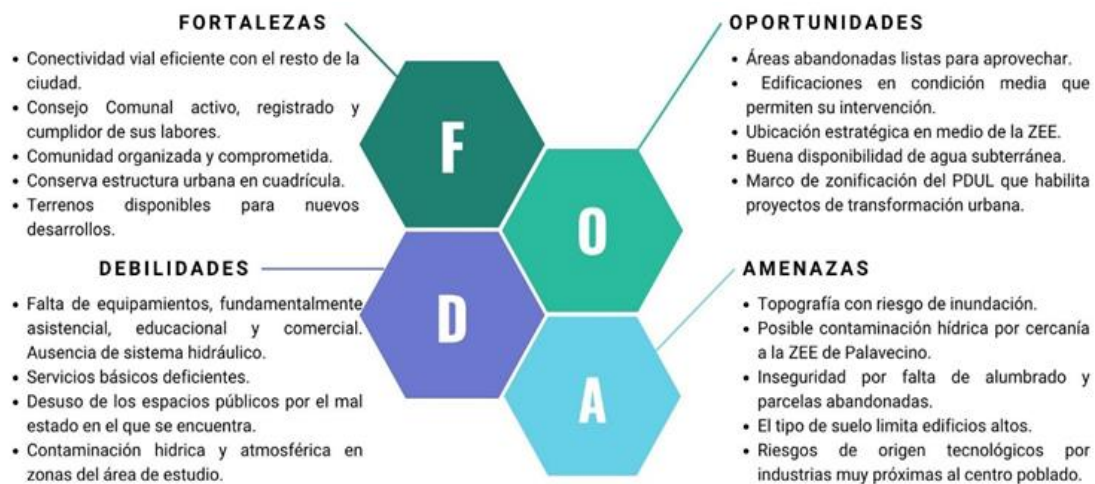 FORTALEZAS
• Conectividad vial eficiente con el resto de la
ciudad.
• Consejo Comunal activo, registrado y
cumplidor de sus labores.
• Comunidad organizada y comprometida.
• Conserva estructura urbana en cuadrícula.
• Terrenos disponibles para nuevos
desarrollos.
F
OPORTUNIDADES
• Áreas abandonadas listas para aprovechar.
• Edificaciones en condición media que
permiten su intervención.
• Ubicación estratégica en medio de la ZEE.
• Buena disponibilidad de agua subterránea.
• Marco de zonificación del PDUL que habilita
proyectos de transformación urbana.
O
DEBILIDADES
• Falta de equipamientos, fundamentalmente
asistencial, educacional y comercial.
Ausencia de sistema hidráulico.
• Servicios básicos deficientes.
• Desuso de los espacios públicos por el mal
estado en el que se encuentra.
• Contaminación hidrica y atmosférica en
zonas del área de estudio.
D
AMENAZAS
• Topografía con riesgo de inundación.
• Posible contaminación hídrica por cercanía
a la ZEE de Palavecino.
• Inseguridad por falta de alumbrado y
parcelas abandonadas.
• El tipo de suelo limita edificios altos.
• Riesgos de origen tecnológicos por
industrias muy próximas al centro poblado.
A